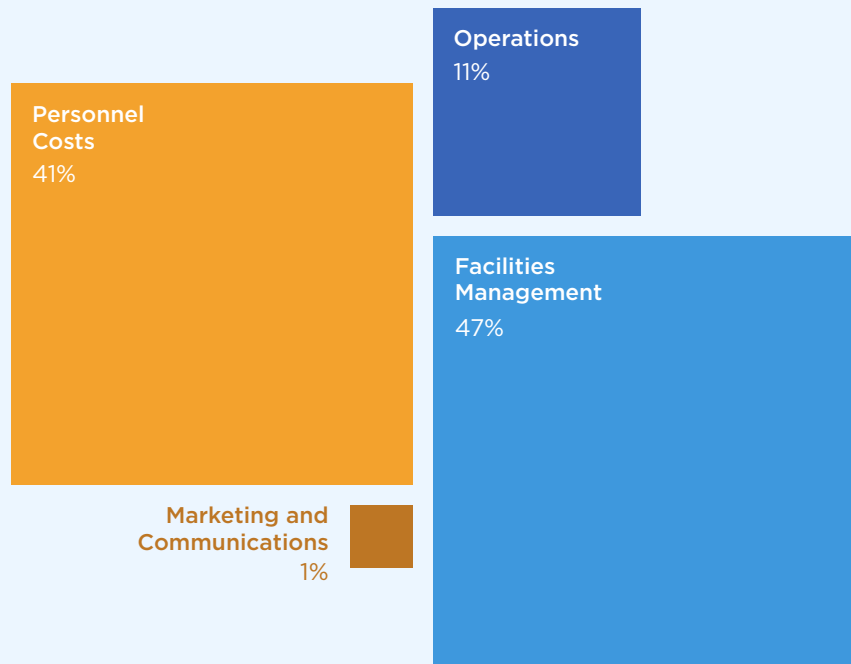 Operations
11%
Personnel
Costs
41%
Facilities
Management
47%
Marketing and
Communications
1%